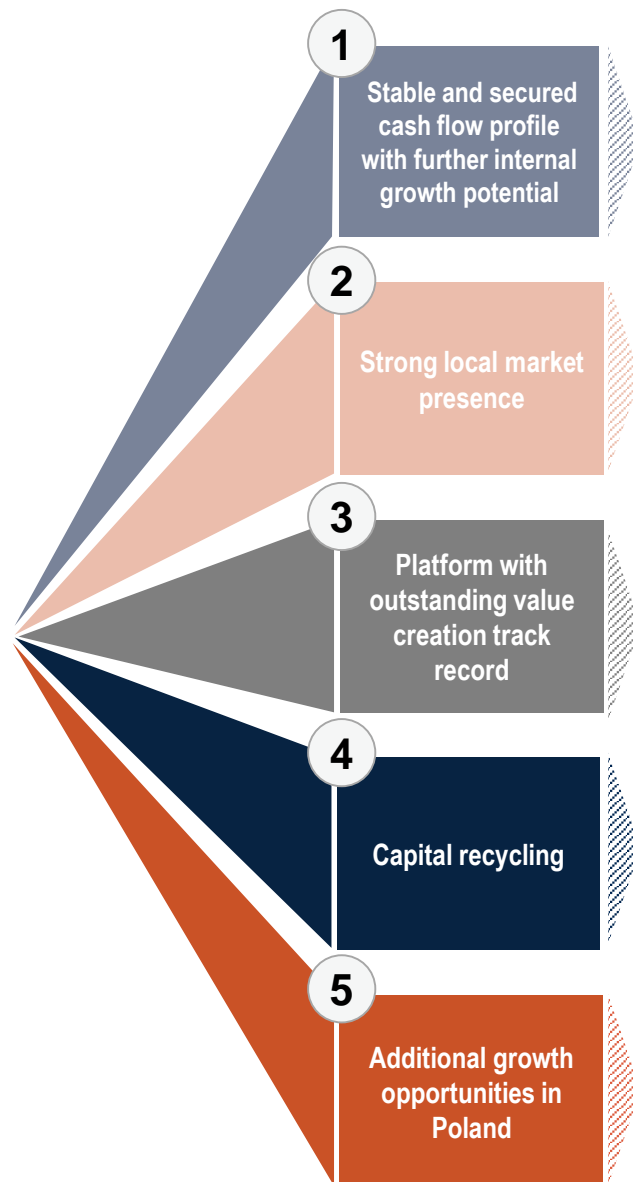 1
Stable and secured
cash flow profile
with further internal
growth potential
2
Strong local market
presence
3
Platform with
outstanding value
creation track
record
4
Capital recycling
5
Additional growth
opportunities in
Poland